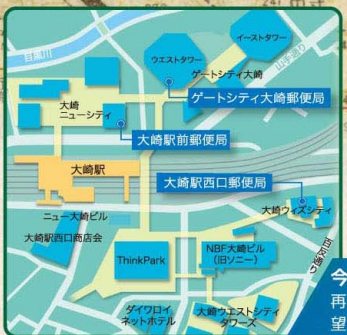 目黒川
イーストタワー
ウエストタワー
山手通り
ゲートシティ大崎
ゲートシティ大崎郵便局
大崎
ニューシティ
大崎駅前郵便局
大崎駅
大崎駅西口郵便局
ニュー大崎ビル
大崎ウィズシティ
大崎駅西口商店会
百反通り
ThinkPark
NBF大崎ビル
(旧ソニー)
今
再
望
ダイワロイ
ネットホテル
大崎ウエストシティ
タワーズ